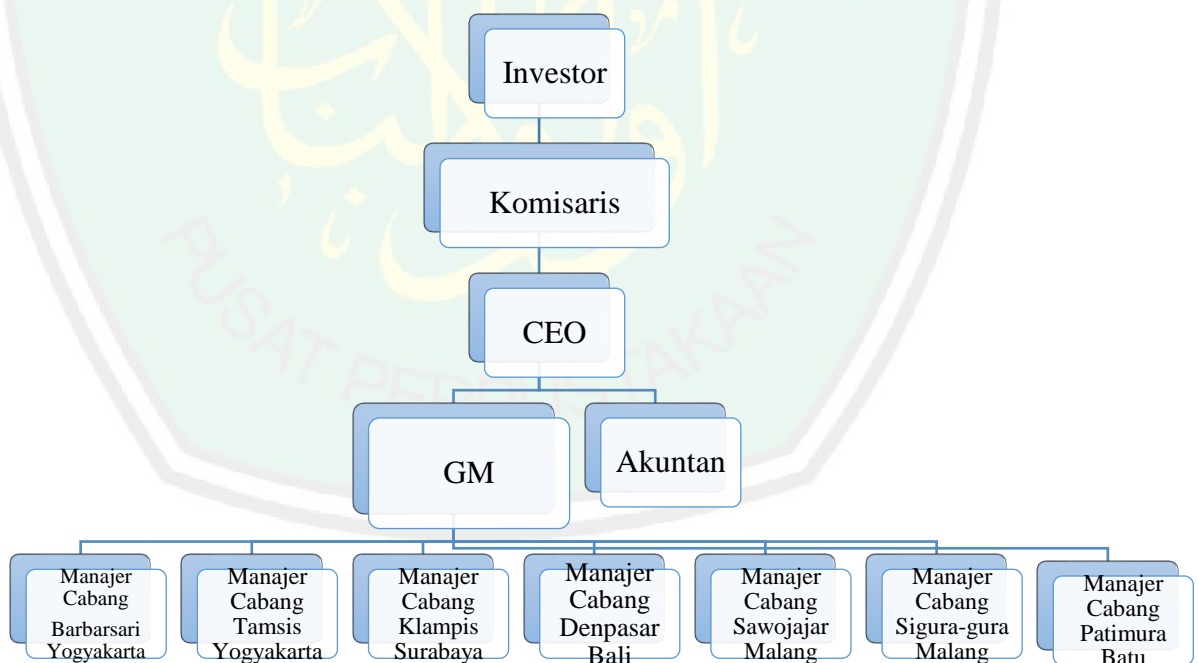 Investor
Komisaris
CEO
GM
Akuntan
Manajer
Cabang
Barbarsari
Yogyakarta
Manajer
Cabang
Tamsis
Yogyakarta
Manajer
Cabang
Klampis
Surabaya
Manajer
Cabang
Denpasar
Bali
Manajer
Cabang
Sawojajar
Malang
Manajer
Cabang
Sigura-gura
Malang
Manajer
Cabang
Patimura
Batu